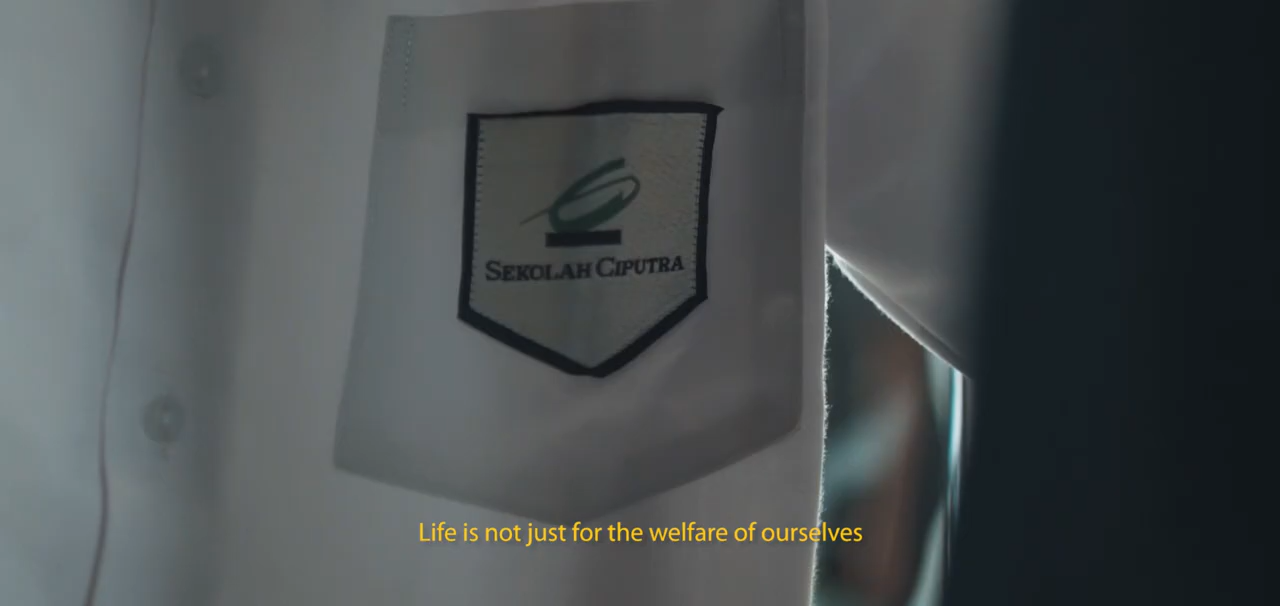 SEKOLAH CIPUTRA
Life is not just for the welfare of ourselves